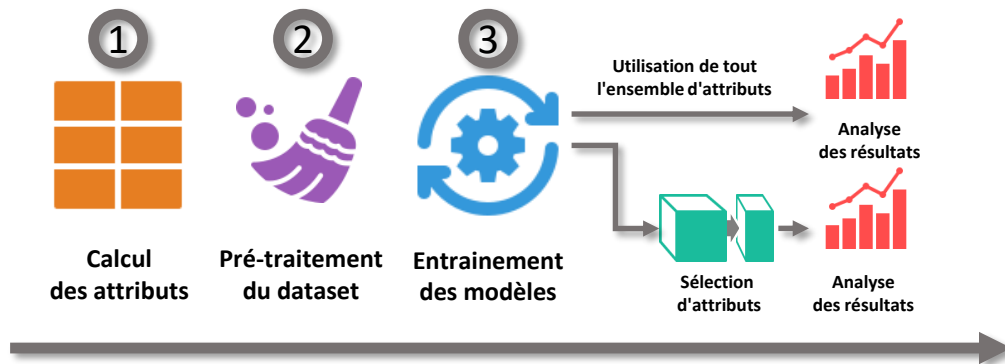 1
Calcul
des attributs
2
Pré-traitement
du dataset
3
Entrainement
des modèles
Utilisation de tout
l'ensemble d'attributs
Analyse
des résultats
Sélection
d'attributs
Analyse
des résultats